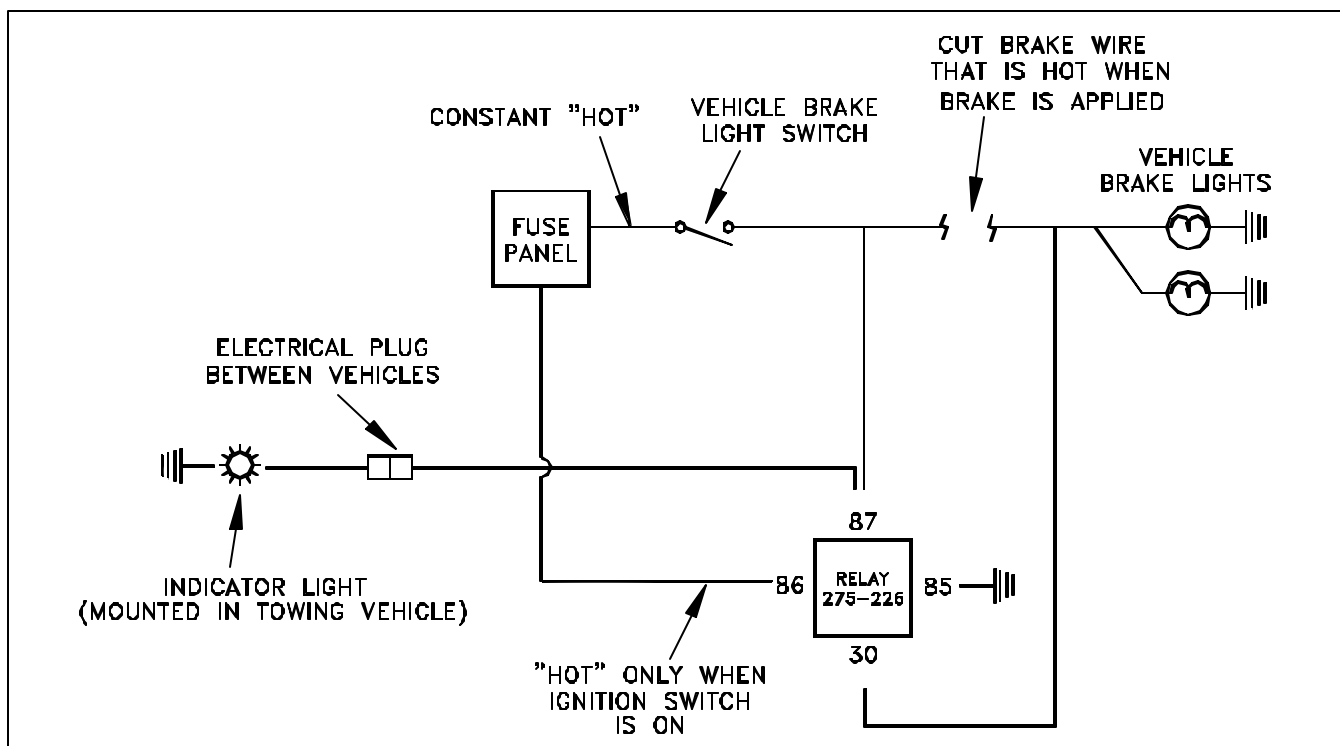 CUT BRAKE WIRE
THAT IS HOT WHEN
BRAKE IS APPLIED
CONSTANT "HOT"
VEHICLE BRAKE
LIGHT SWITCH
VEHICLE
BRAKE LIGHTS
FUSE
PANEL
ELECTRICAL PLUG
BETWEEN VEHICLES
87
INDICATOR LIGHT
(MOUNTED IN TOWING VEHICLE)
86
RELAY
275-226
85
30
"HOT" ONLY WHEN
IGNITION SWITCH
IS ON